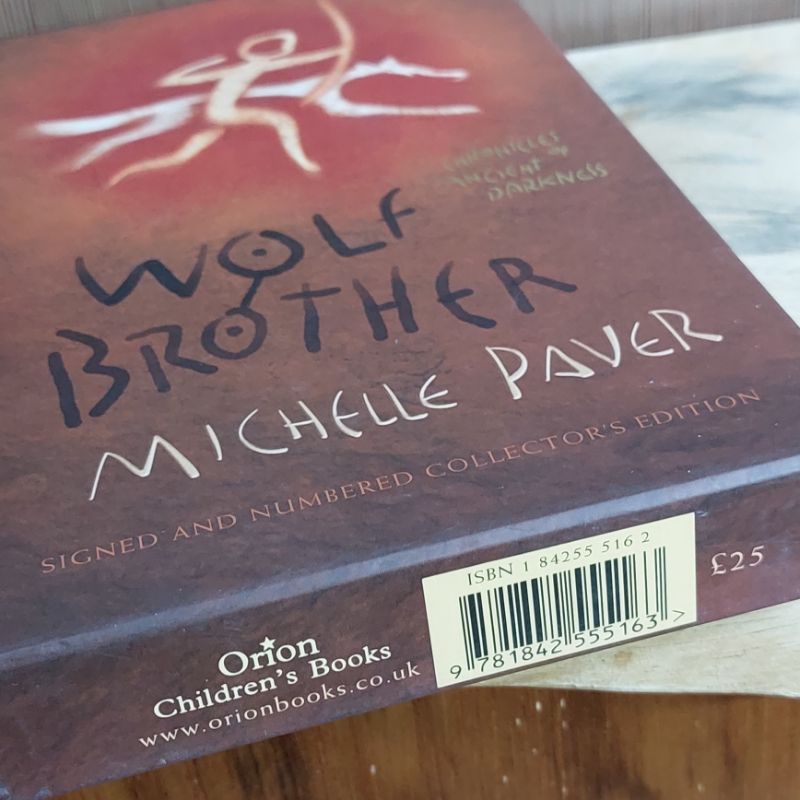 CHRONICLES
OF
ANCIENT
DARKNESS
WOLF
BROTHER
MICHELLE PAVER
SIGNED AND NUMBERED COLLECTOR'S EDITION
ISBN 1 84255 516 2
£25
9 781842 555163 >
Orion
Children's Books
www.orionbooks.co.uk